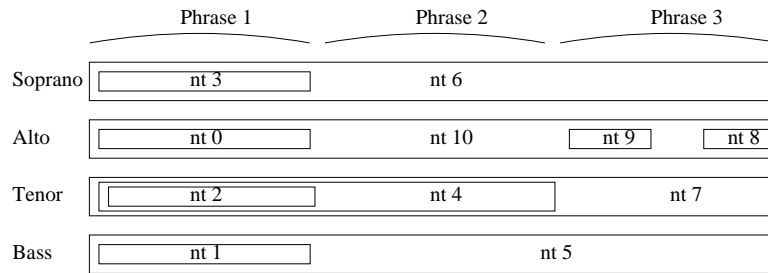 Phrase 1 Phrase 2 Phrase 3
Soprano nt 3 nt 6
Alto nt 0 nt 10 nt 9 nt 8
Tenor nt 2 nt 4 nt 7
Bass nt 1 nt 5